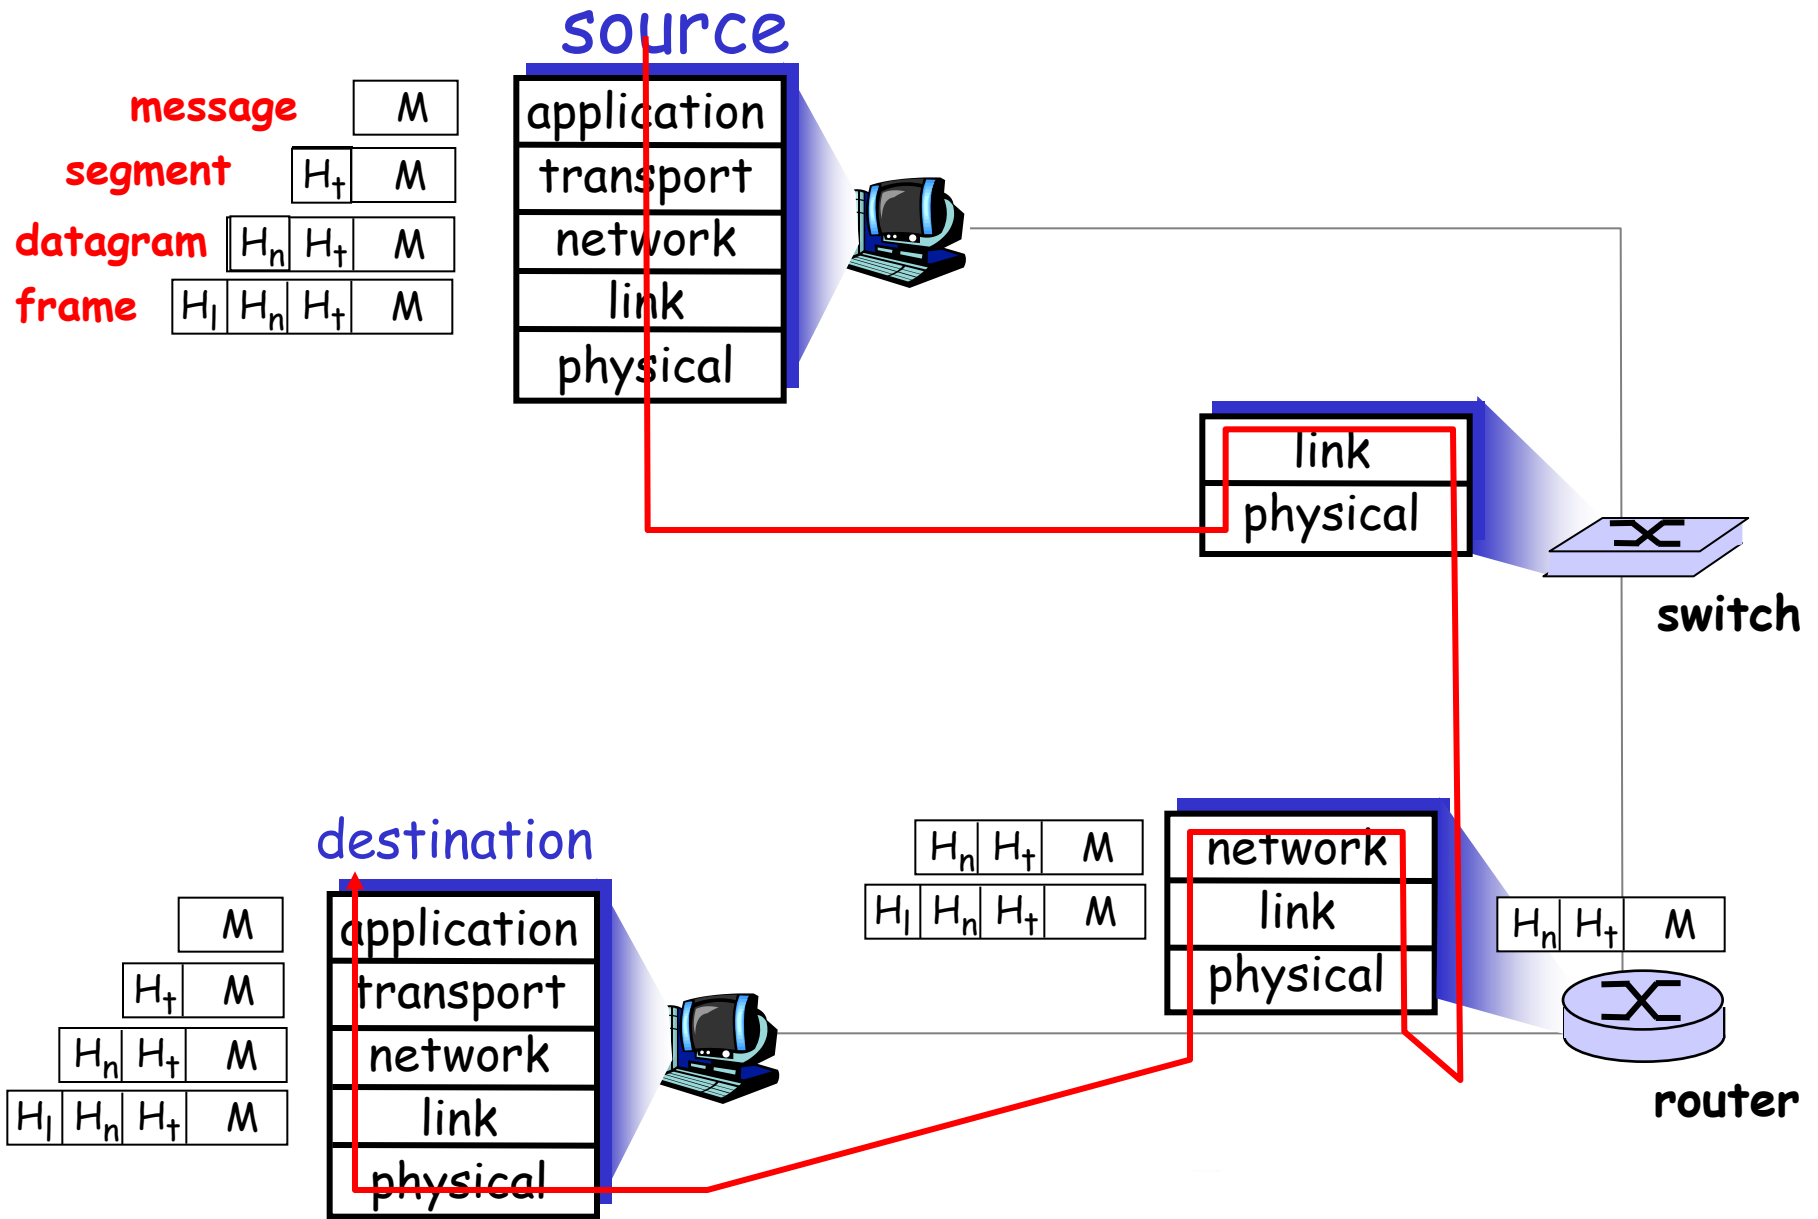 source
message M application
segment Ht M transport
datagram Hn Ht M network
frame Hl Hn Ht M link
physical
link
physical
switch
destination
Hn Ht M network
Hl Hn Ht M link
Hn Ht M
physical
router
M application
Ht M transport
Hn Ht M network
Hl Hn Ht M link
physical